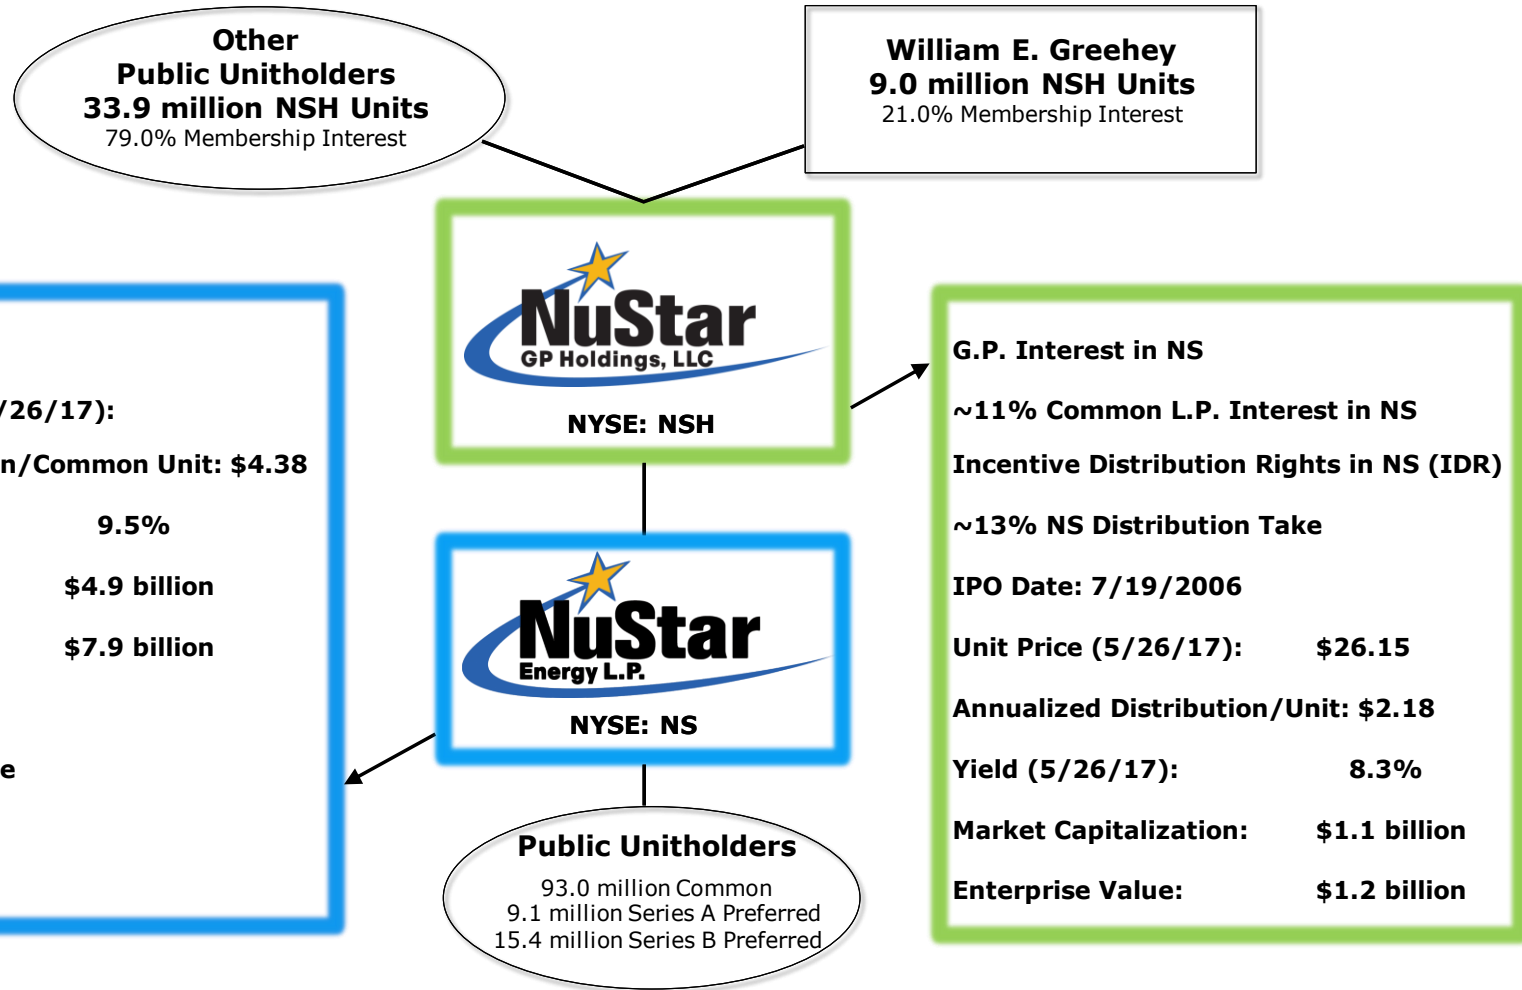 Other
Public Unitholders
33.9 million NSH Units
79.0% Membership Interest
William E. Greehey
9.0 million NSH Units
21.0% Membership Interest
NuStar
GP Holdings, LLC
NYSE: NSH
/26/17):
n/Common Unit: $4.38
9.5%
$4.9 billion
$7.9 billion
e
NuStar
Energy L.P.
NYSE: NS
Public Unitholders
93.0 million Common
9.1 million Series A Preferred
15.4 million Series B Preferred
G.P. Interest in NS
~11% Common L.P. Interest in NS
Incentive Distribution Rights in NS (IDR)
~13% NS Distribution Take
IPO Date: 7/19/2006
Unit Price (5/26/17): $26.15
Annualized Distribution/Unit: $2.18
Yield (5/26/17): 8.3%
Market Capitalization: $1.1 billion
Enterprise Value: $1.2 billion